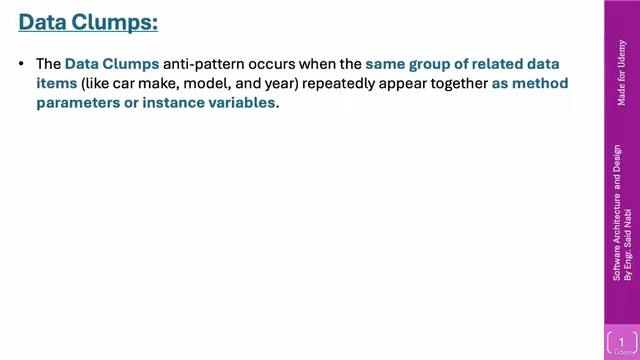 Data Clumps:
• The Data Clumps anti-pattern occurs when the same group of related data
items (like car make, model, and year) repeatedly appear together as method
parameters or instance variables.
Made for Udemy
Software Architecture and Design
By Engr. Said Nabi
1
Udemy